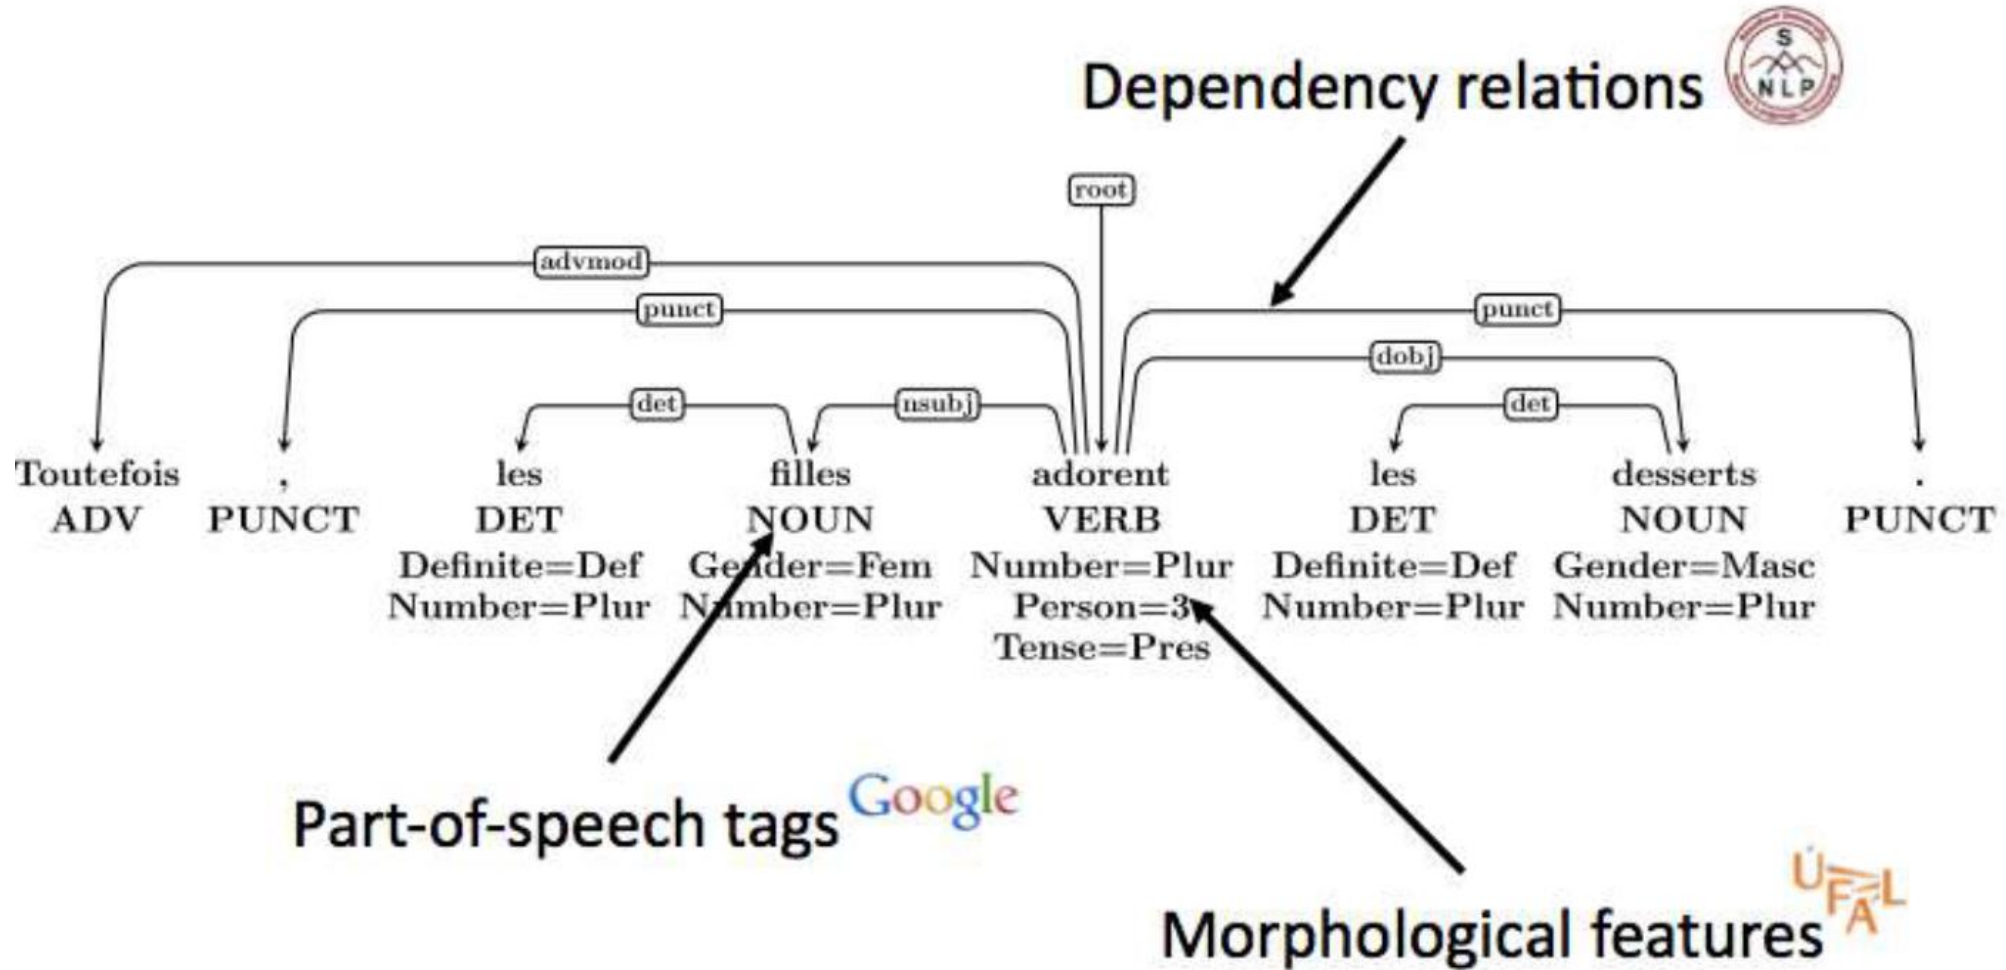 Dependency relations
S
NLP
root
advmod
punct
punct
dobj
det
nsubj
det
Toutefois , les filles adorent les desserts .
ADV PUNCT DET NOUN VERB DET NOUN PUNCT
Definite=Def Gender=Fem Number=Plur Definite=Def Gender=Masc
Number=Plur Number=Plur Person=3 Number=Plur Number=Plur
Tense=Pres
Part-of-speech tags Google
ÚFAL
Morphological features